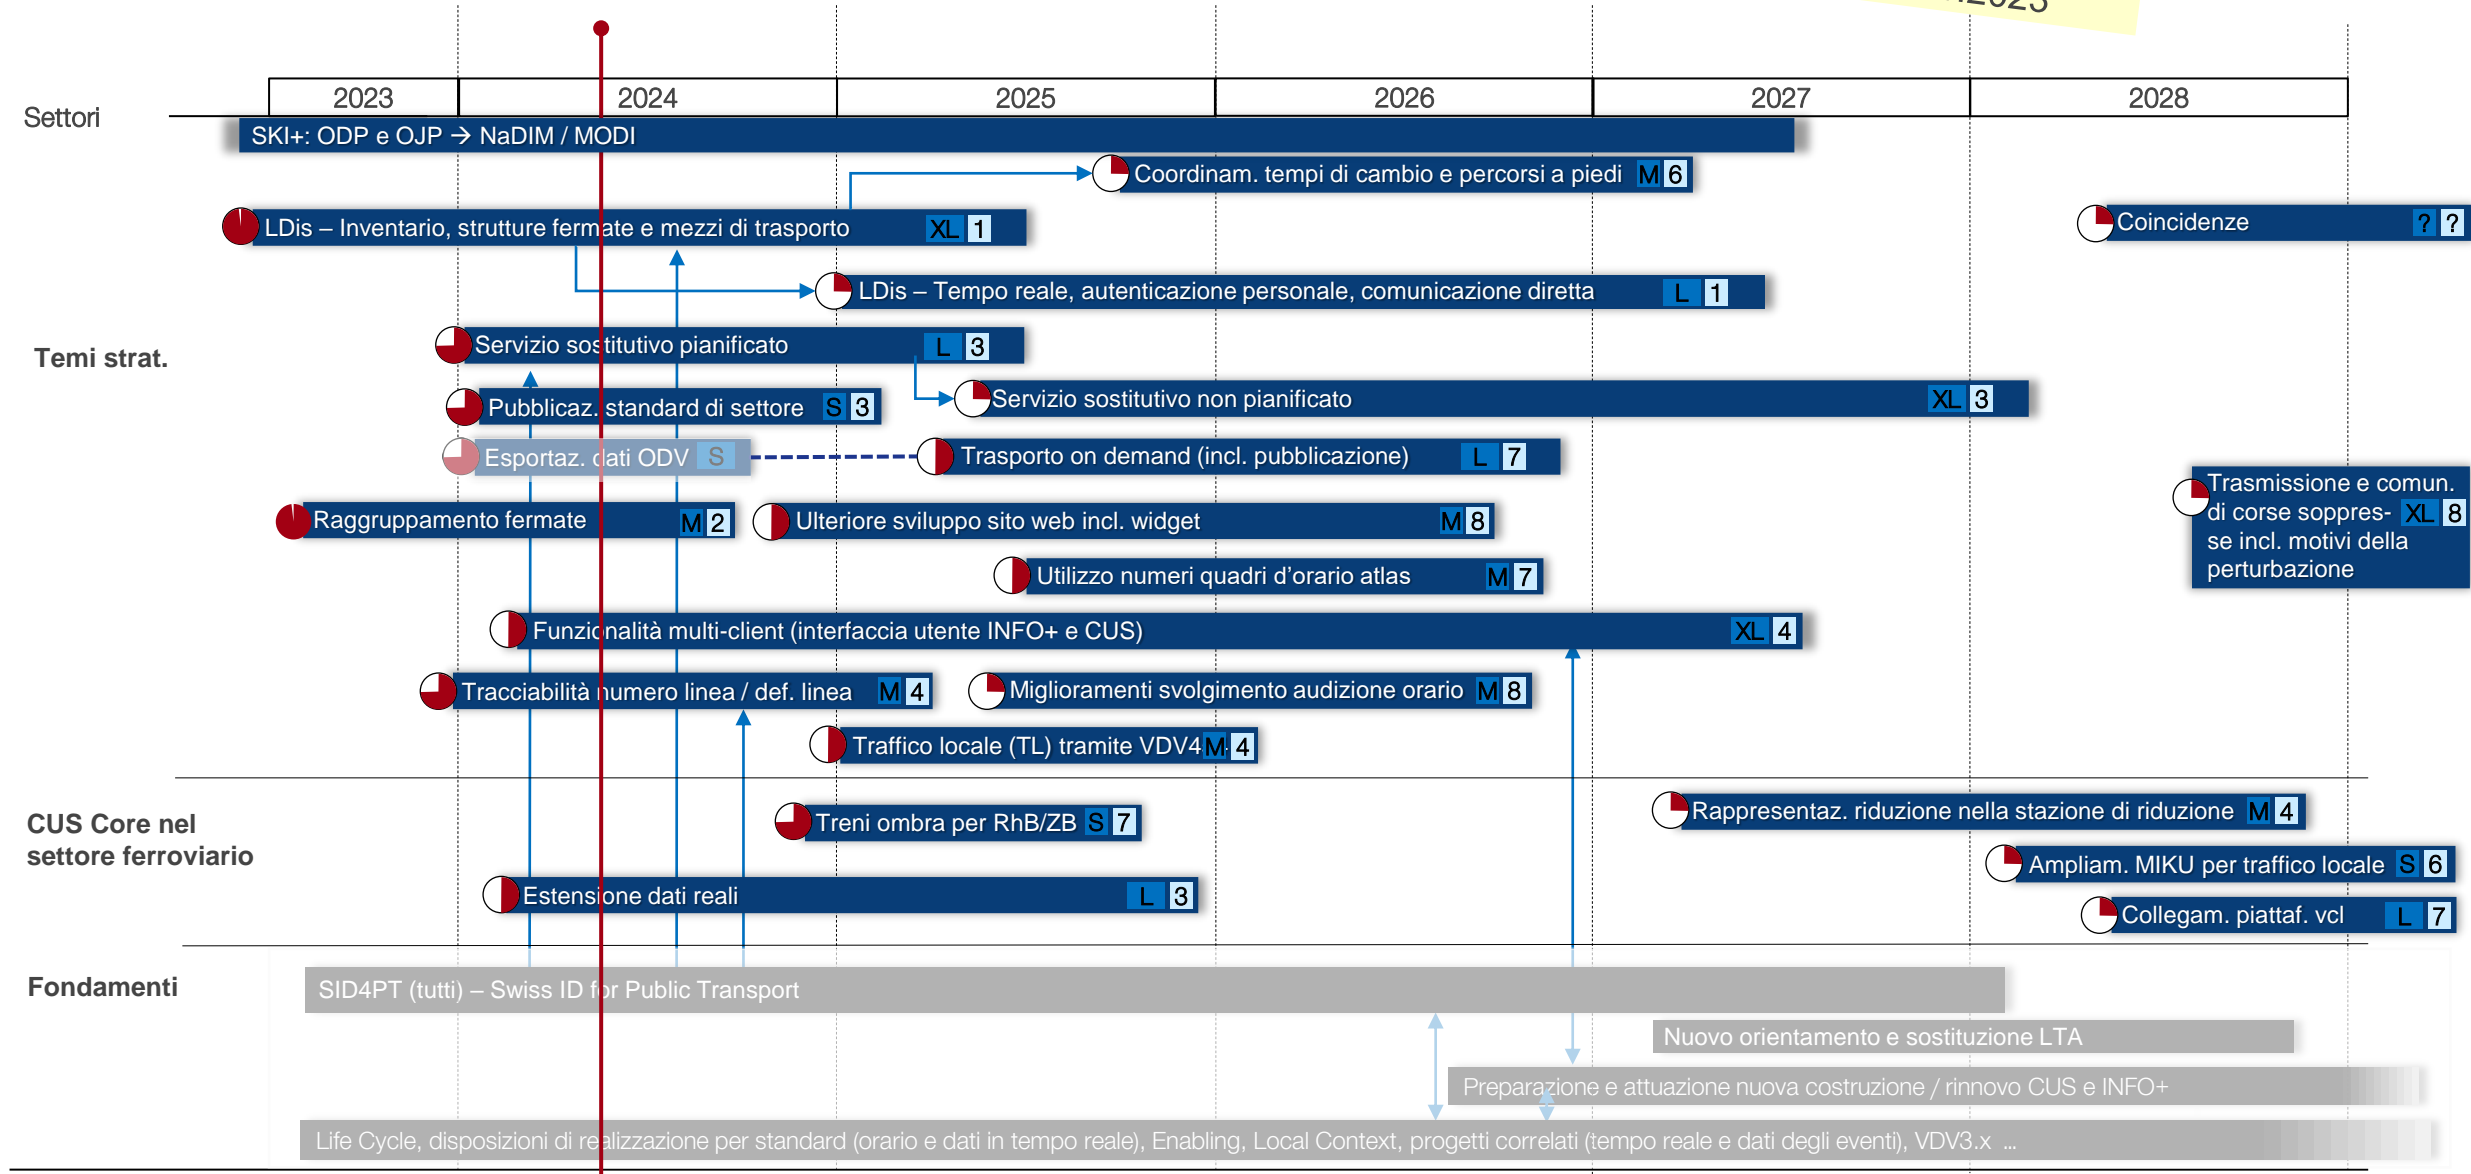 2023
2024
2025
2026
2027
2028
Settori
SKI+: ODP e OJP → NaDIM / MODI
Coordinam. tempi di cambio e percorsi a piedi M 6
LDis – Inventario, strutture fermate e mezzi di trasporto XL 1
Coincidenze ? ?
LDis – Tempo reale, autenticazione personale, comunicazione diretta L 1
Temi strat.
Servizio sostitutivo pianificato L 3
Servizio sostitutivo non pianificato XL 3
Pubblicaz. standard di settore S 3
Esportaz. dati ODV S
Trasporto on demand (incl. pubblicazione) L 7
Trasmissione e comun.
di corse soppres- XL 8
se incl. motivi della
perturbazione
Raggruppamento fermate M 2
Ulteriore sviluppo sito web incl. widget M 8
Utilizzo numeri quadri d'orario atlas M 7
Funzionalità multi-client (interfaccia utente INFO+ e CUS) XL 4
Tracciabilità numero linea / def. linea M 4
Miglioramenti svolgimento audizione orario M 8
Traffico locale (TL) tramite VDV4 M 4
CUS Core nel
settore ferroviario
Treni ombra per RhB/ZB S 7
Rappresentaz. riduzione nella stazione di riduzione M 4
Ampliam. MIKU per traffico locale S 6
Estensione dati reali L 3
Collegam. piattaf. vcl L 7
Fondamenti
SID4PT (tutti) – Swiss ID for Public Transport
Nuovo orientamento e sostituzione LTA
Preparazione e attuazione nuova costruzione / rinnovo CUS e INFO+
Life Cycle, disposizioni di realizzazione per standard (orario e dati in tempo reale), Enabling, Local Context, progetti correlati (tempo reale e dati degli eventi), VDV3.x ...